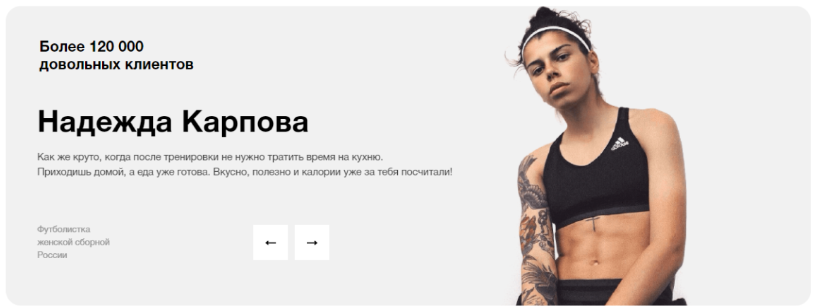 Более 120 000
довольных клиентов
Надежда Карпова
Как же круто, когда после тренировки не нужно тратить время на кухню.
Приходишь домой, а еда уже готова. Вкусно, полезно и калории уже за тебя посчитали!
Футболистка
женской сборной
России